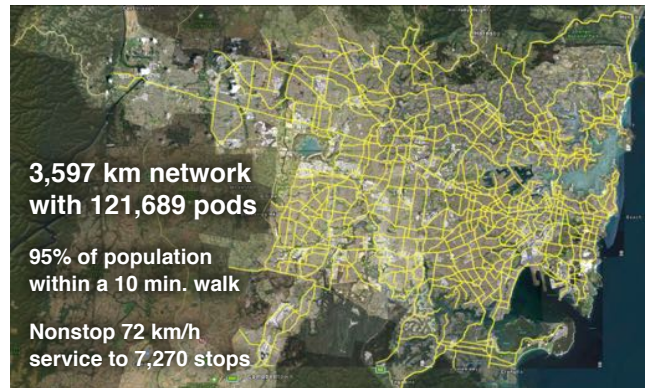 3,597 km network
with 121,689 pods
95% of population
within a 10 min. walk
Nonstop 72 km/h
service to 7,270 stops